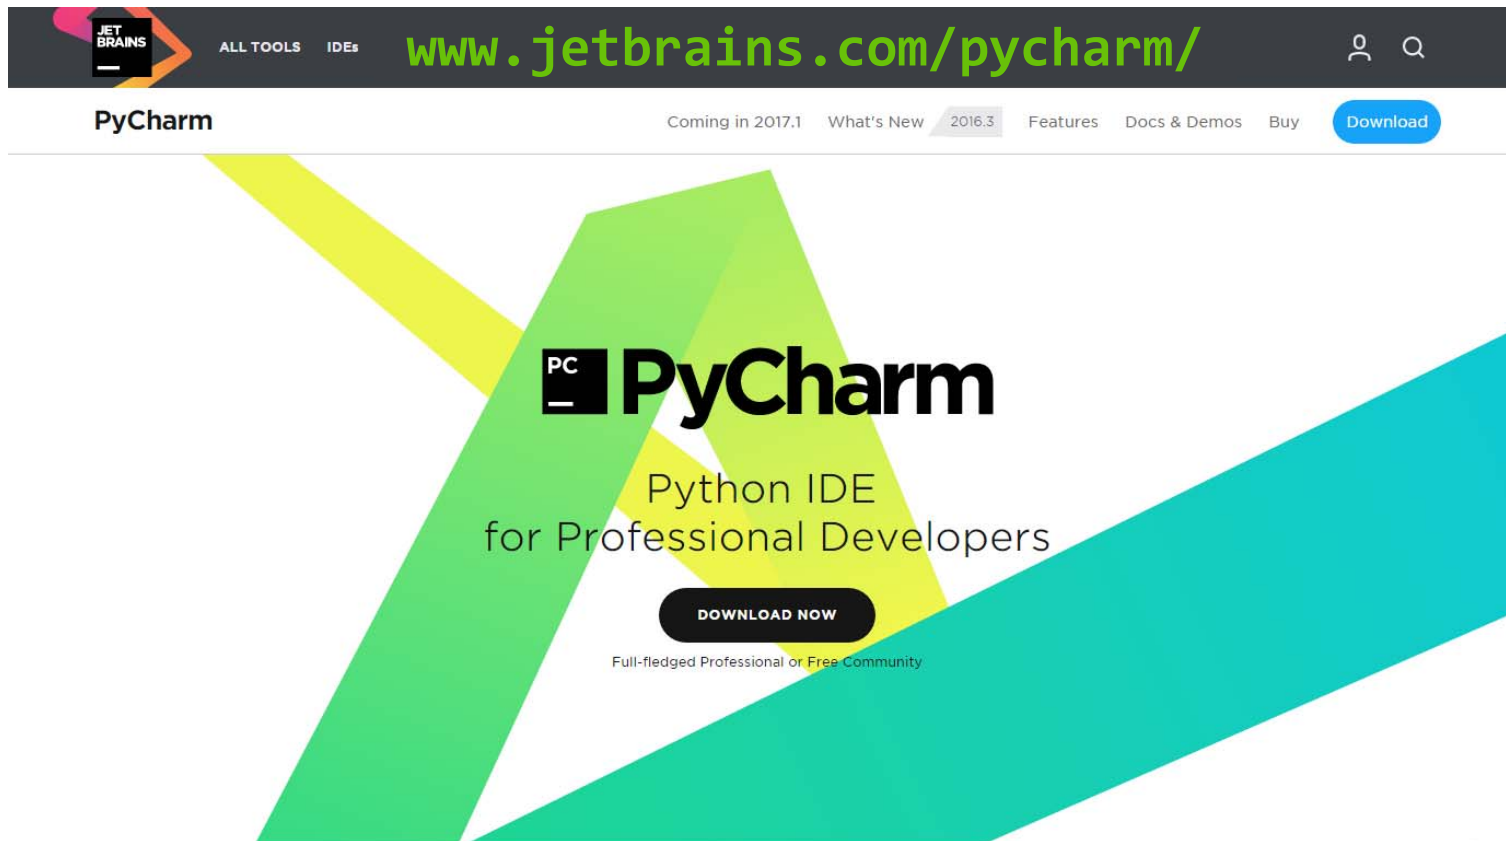 JET
BRAINS
ALL TOOLS IDEs www.jetbrains.com/pycharm/
PyCharm Coming in 2017.1 What's New 2016.3 Features Docs & Demos Buy Download
PC PyCharm
Python IDE
for Professional Developers
DOWNLOAD NOW
Full-fledged Professional or Free Community